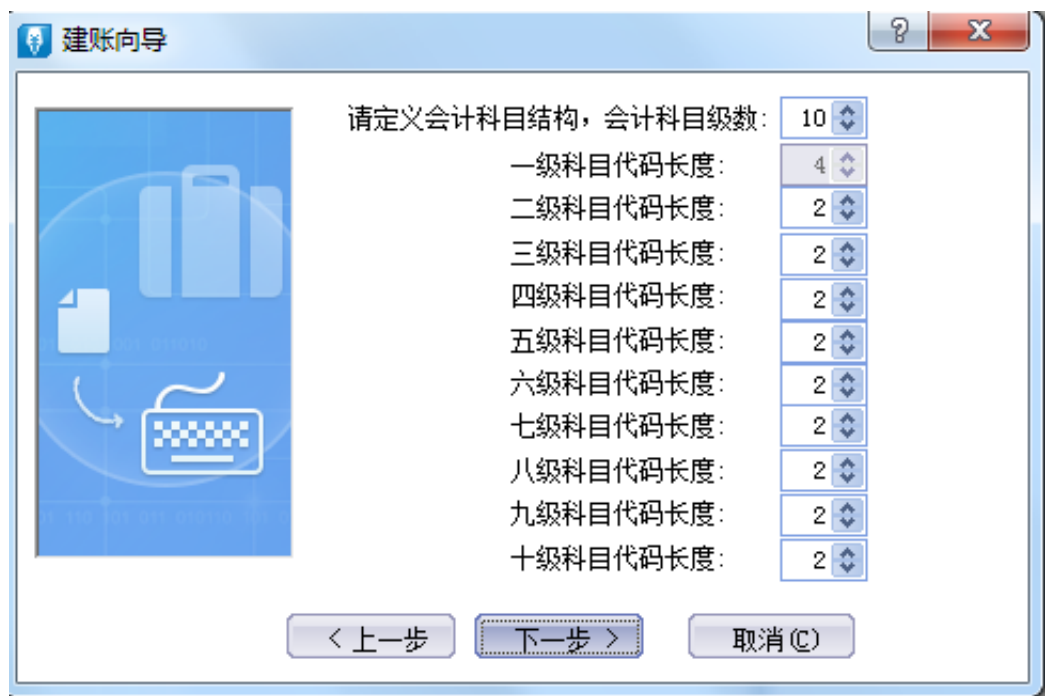 建账向导
请定义会计科目结构，会计科目级数： 10
一级科目代码长度： 4
二级科目代码长度： 2
三级科目代码长度： 2
四级科目代码长度： 2
五级科目代码长度： 2
六级科目代码长度： 2
七级科目代码长度： 2
八级科目代码长度： 2
九级科目代码长度： 2
十级科目代码长度： 2
< 上一步 下一步 > 取消(C)